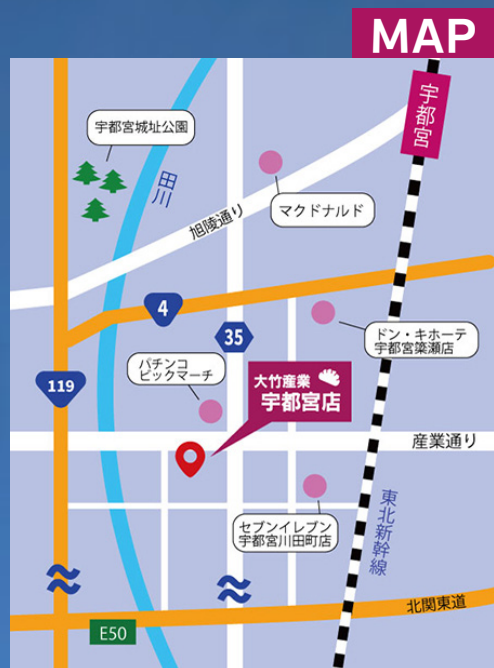 MAP
宇都宮
宇都宮城址公園
田川
マクドナルド
旭陵通り
4
ドン・キホーテ
宇都宮簗瀬店
35
パチンコ
ビックマーチ
119
大竹産業
宇都宮店
産業通り
セブンイレブン
宇都宮川田町店
東北新幹線
北関東道
E50